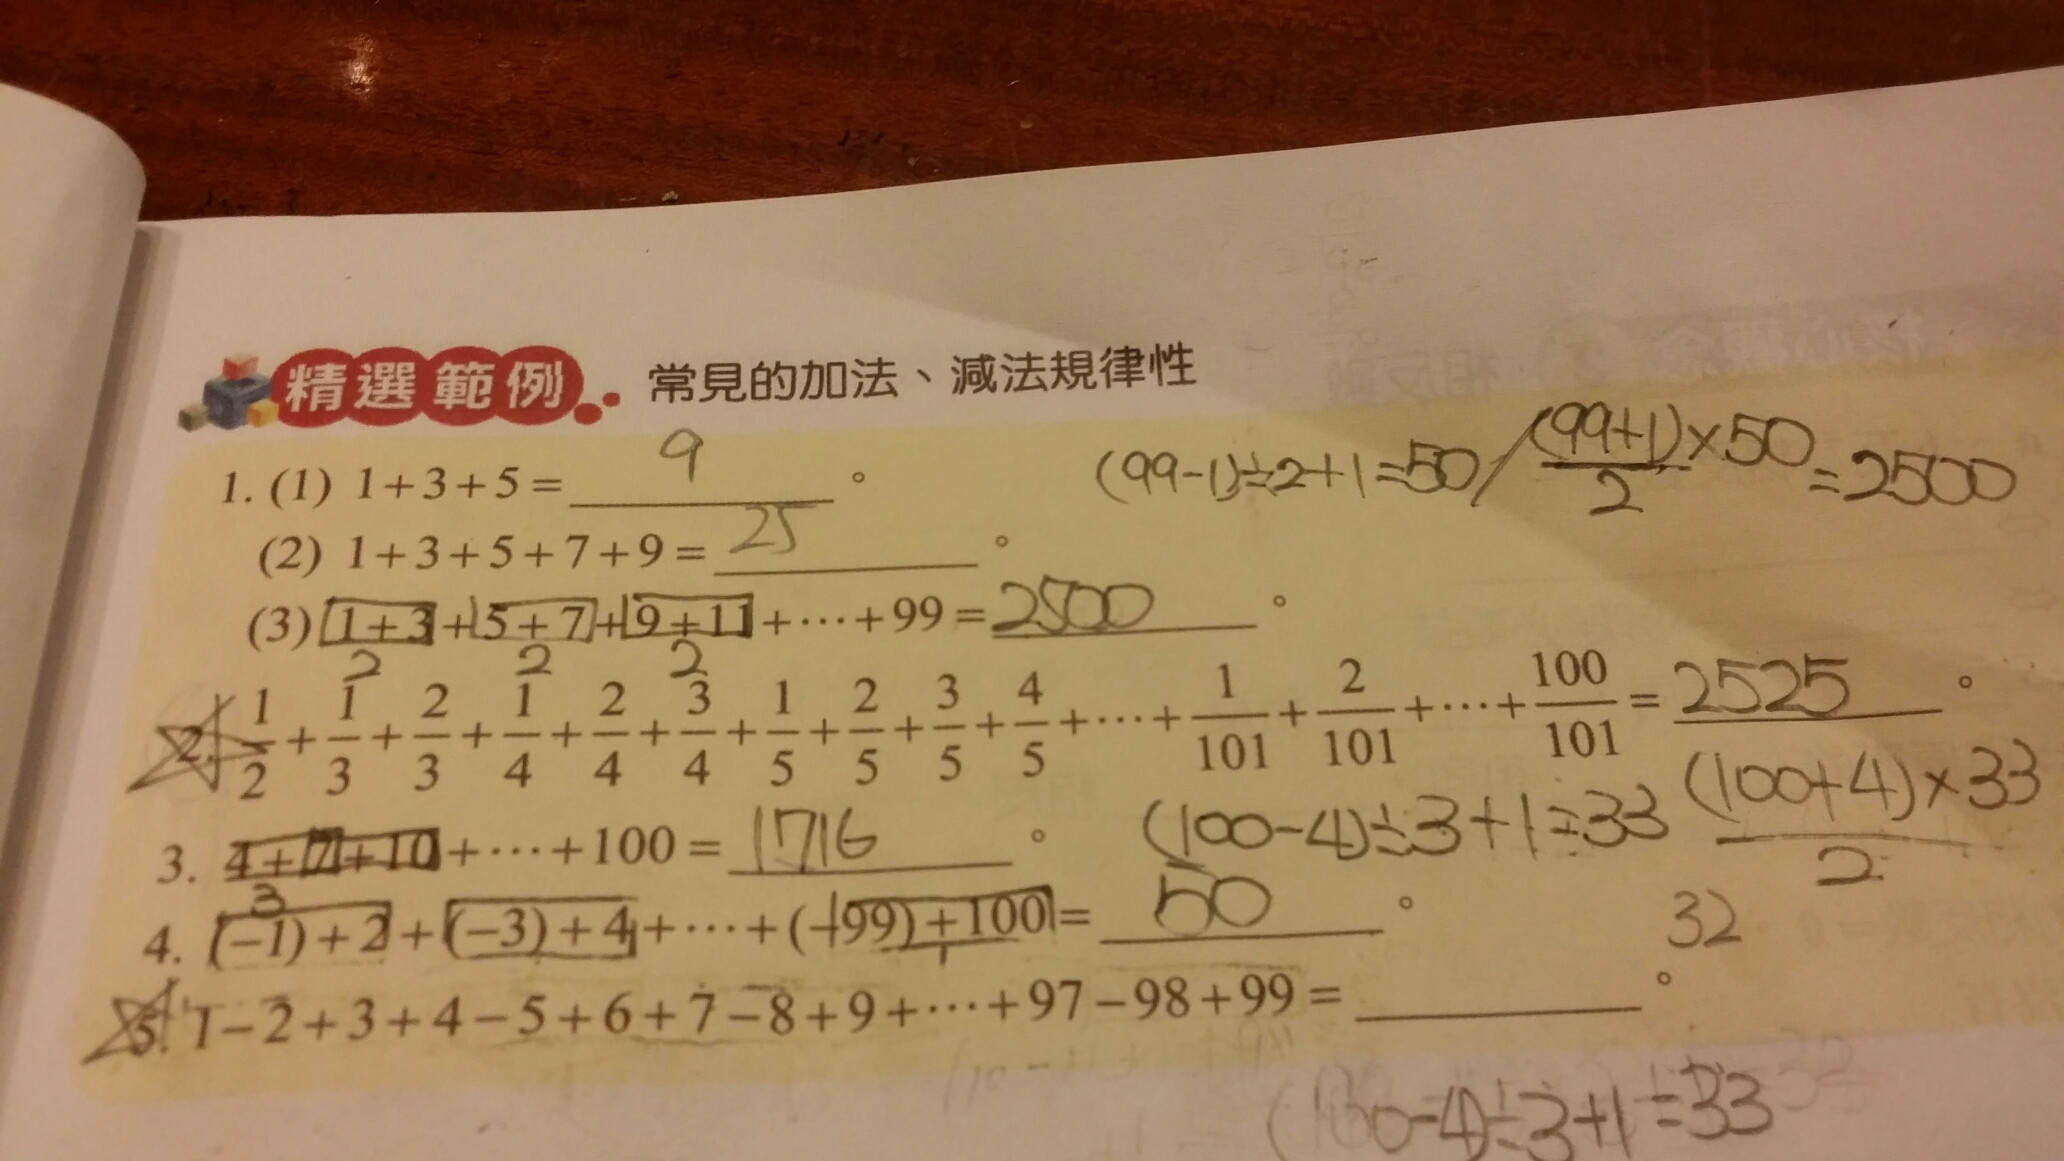 精選範例 常見的加法、減法規律性
1. (1) 1+3+5= 9 。 (99-1)÷2+1=50 / (99+1)×50/2 =2500
(2) 1+3+5+7+9= 25 。
(3) 1+3+5+7+9+11+⋯+99= 2500 。
2 2 2
2. 1/2+1/3+2/3+1/4+2/4+3/4+1/5+2/5+3/5+4/5+⋯+1/101+2/101+⋯+100/101= 2525 。
3. 4+7+10+⋯+100= 1716 。 (100-4)÷3+1=33 (100+4)×33/2
3
4. (-1)+2+(-3)+4+⋯+(-99)+100= 50 。 32
1
5. 1-2+3+4-5+6+7-8+9+⋯+97-98+99= 。
(100-4)÷3+1=33